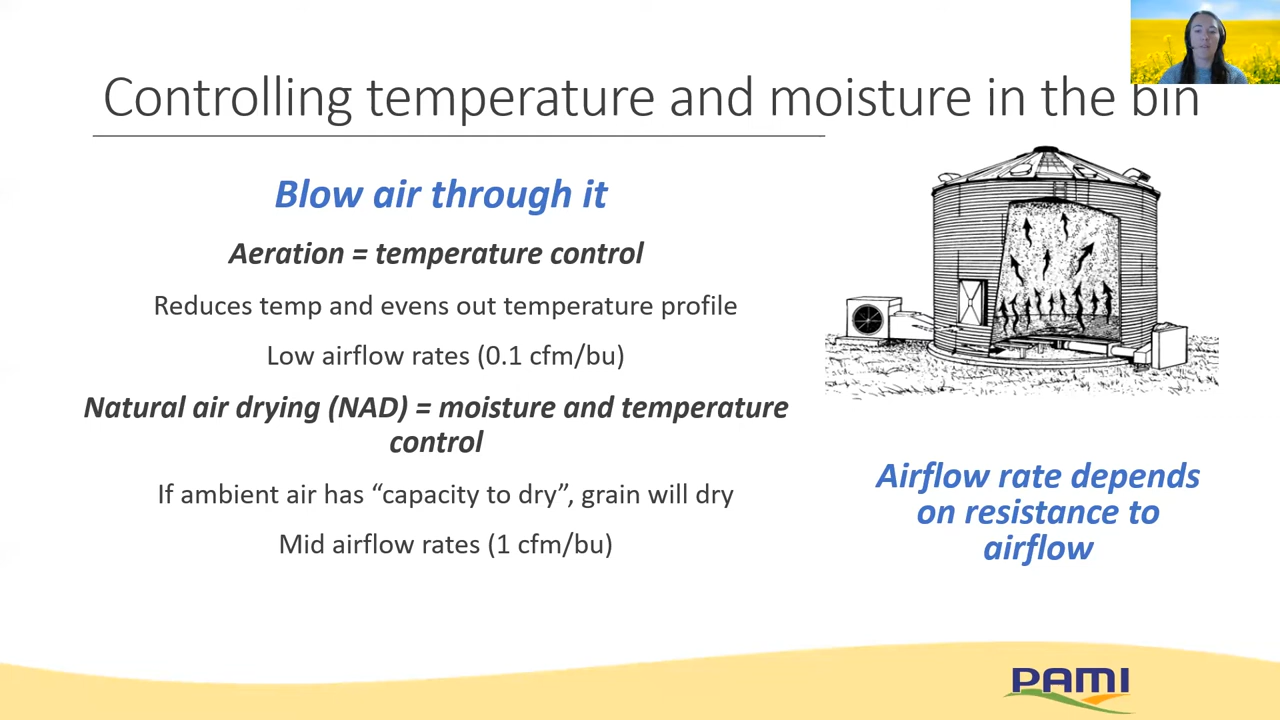 Controlling temperature and moisture in the bin
Blow air through it
Aeration = temperature control
Reduces temp and evens out temperature profile
Low airflow rates (0.1 cfm/bu)
Natural air drying (NAD) = moisture and temperature
control
If ambient air has “capacity to dry”, grain will dry
Mid airflow rates (1 cfm/bu)
Airflow rate depends
on resistance to
airflow
PAMI